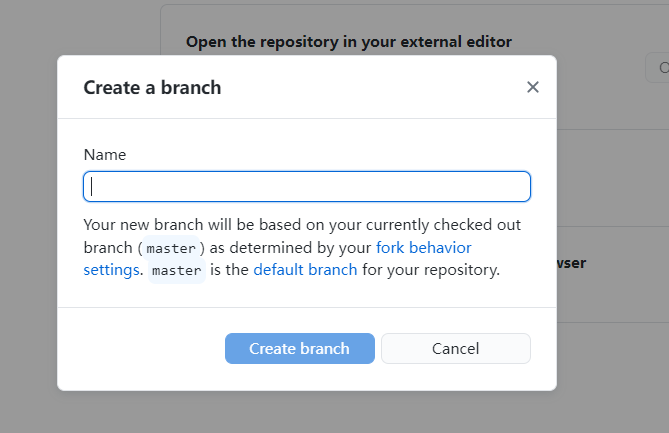 Open the repository in your external editor
O
Create a branch
Name
Your new branch will be based on your currently checked out
branch (master) as determined by your fork behavior
settings. master is the default branch for your repository.
wser
Create branch
Cancel